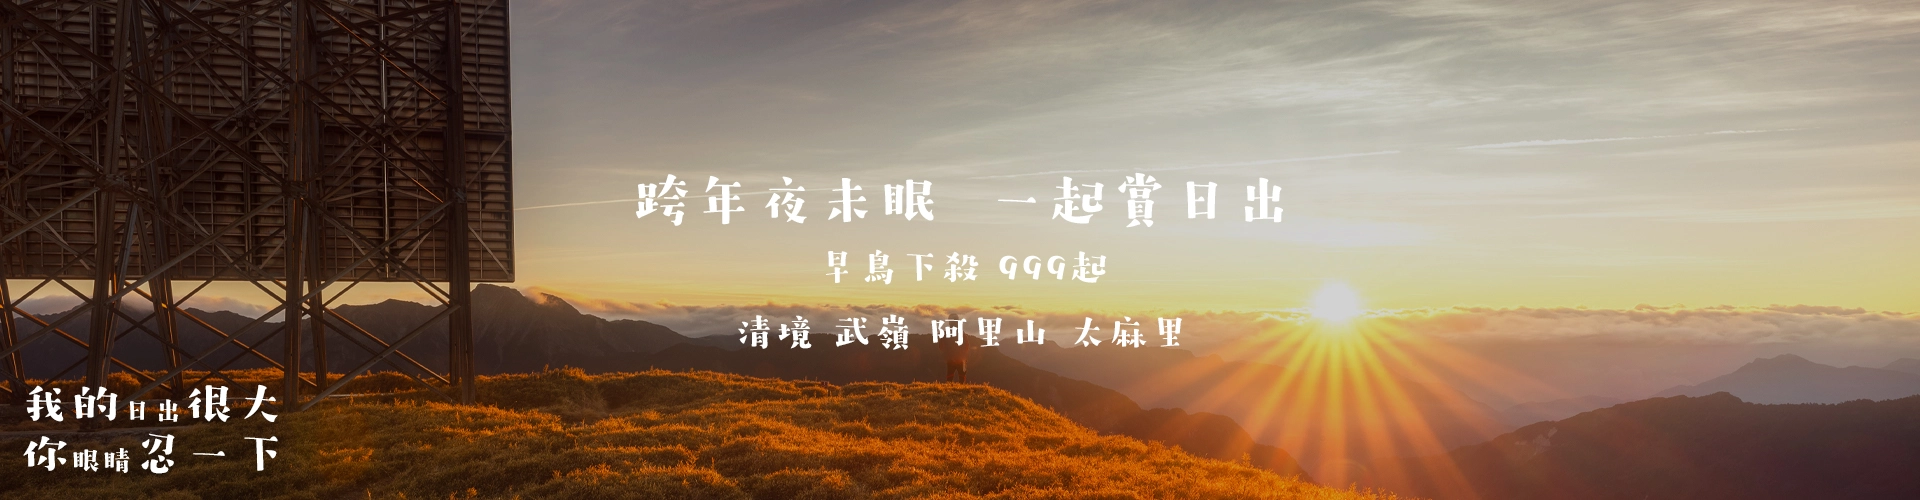 跨年夜未眠 一起賞日出
早鳥下殺 999起
清境 武嶺 阿里山 太麻里
我的日出很大
你眼睛忍一下